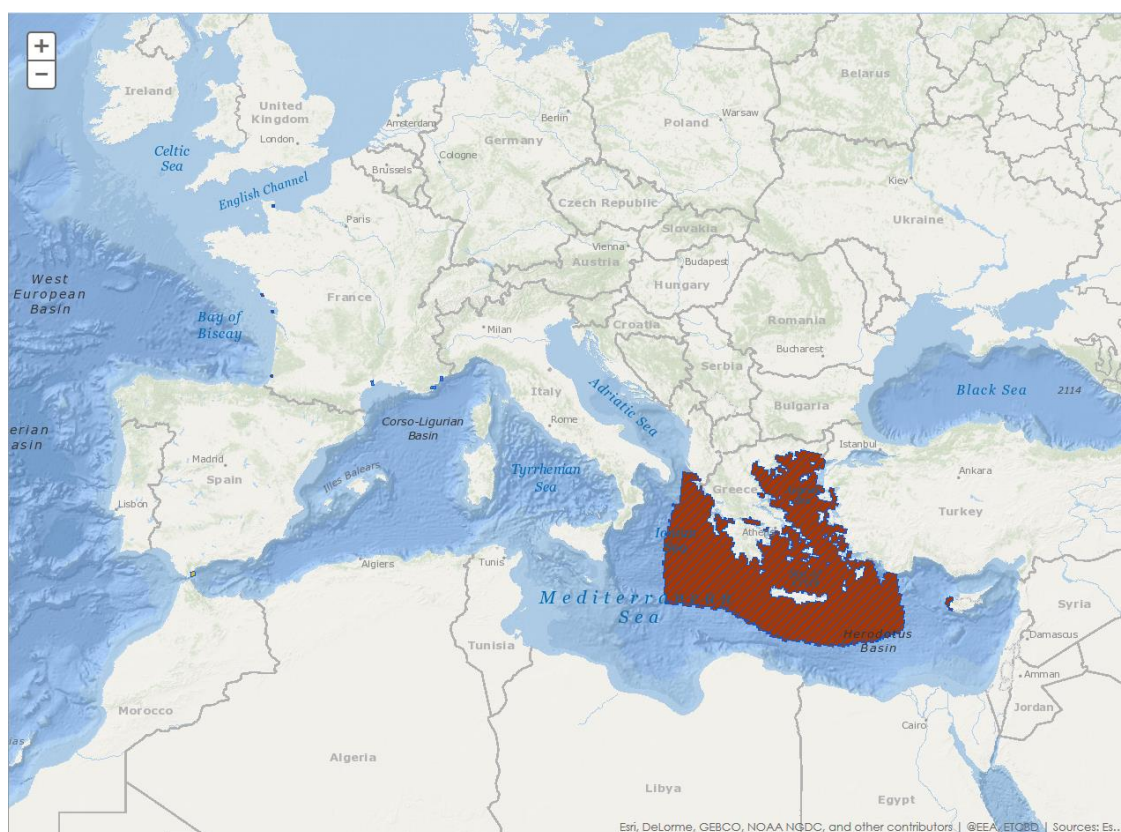 +
−
Ireland
United
Kingdom
London
Celtic
Sea
English Channel
Amsterdam
Brussels
Cologne
Germany
Berlin
Poland
Warsaw
Belarus
Kiev
Ukraine
Czech Republic
Slovakia
Vienna
Austria
Budapest
Hungary
Paris
France
West
European
Basin
Bay of
Biscay
Milan
Croatia
Romania
Bucharest
Serbia
Italy
Rome
Adriatic Sea
Bulgaria
Black Sea
2114
Istanbul
Ankara
Turkey
Corso-Ligurian
Basin
Madrid
Spain
Illes Balears
Tyrrhenian
Sea
Greece
Lisbon
erian
asin
Algiers
Tunis
Mediterranean
Sea
Herodotus
Basin
Syria
Damascus
Tunisia
Amman
Jordan
Morocco
Cairo
Algeria
Libya
Egypt
Esri, DeLorme, GEBCO, NOAA NGDC, and other contributors | @EEA, ETCBD | Sources: Es...